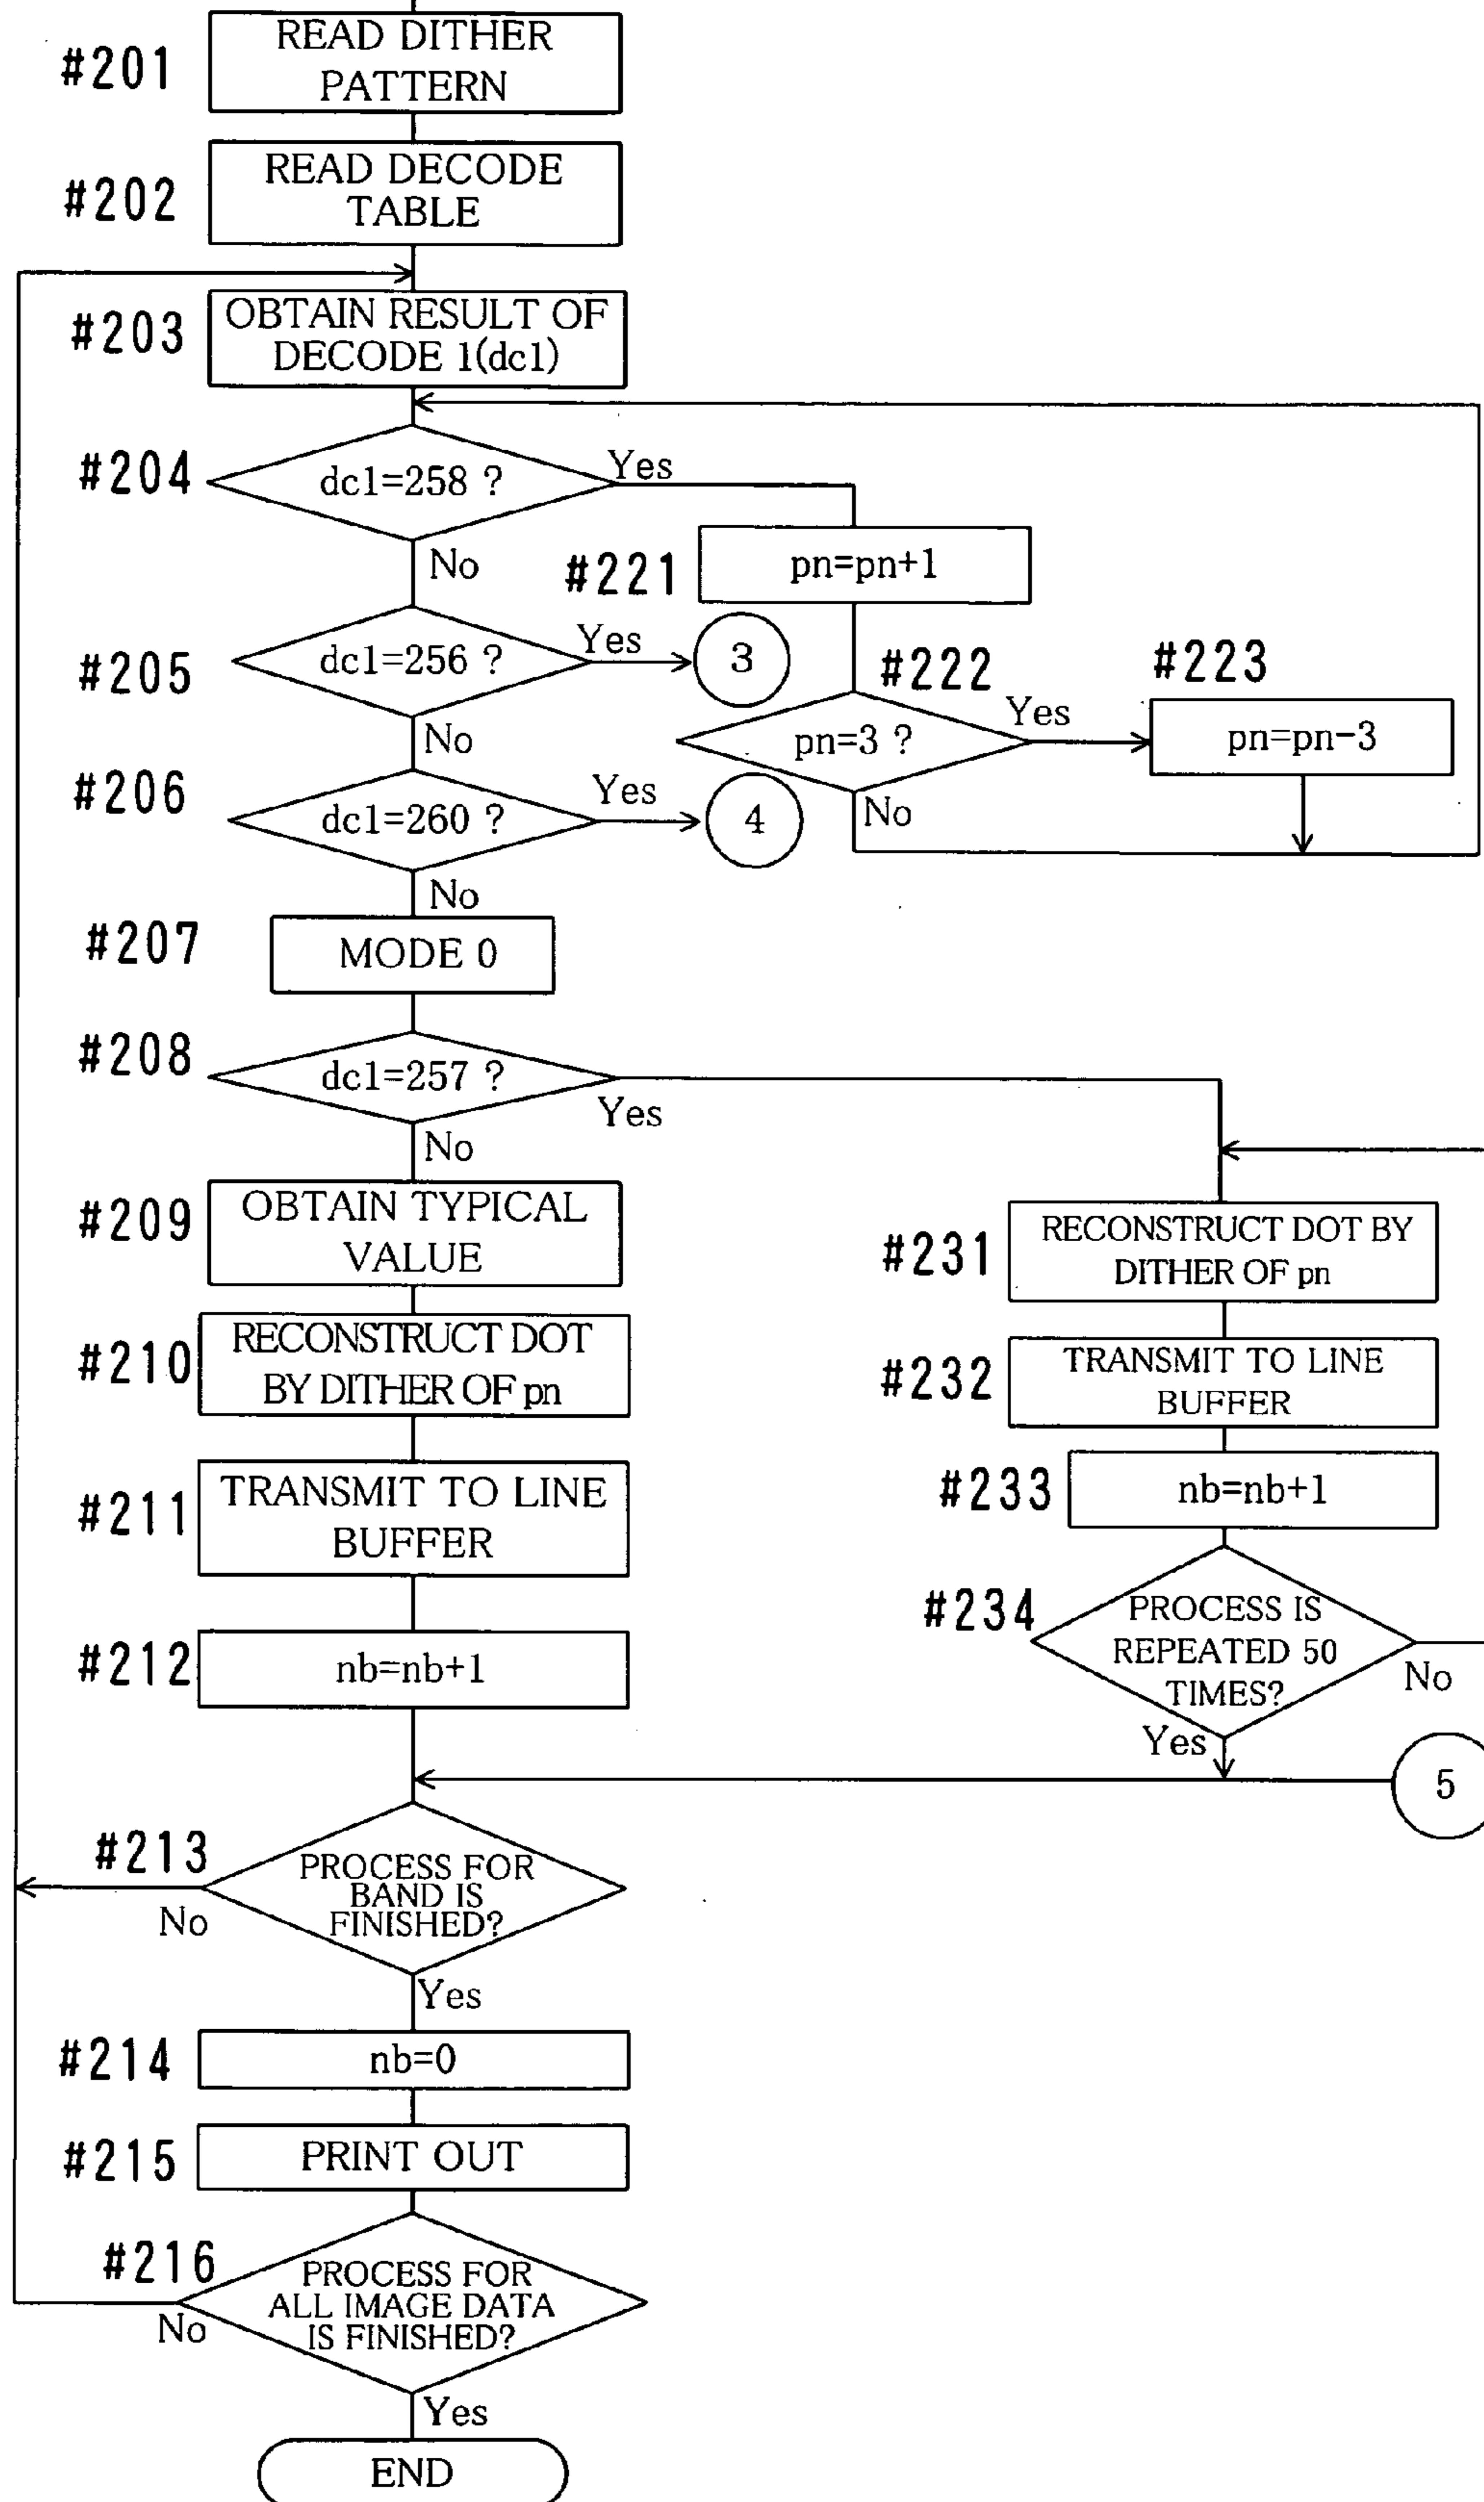 #201
READ DITHER
PATTERN
#202
READ DECODE
TABLE
#203
OBTAIN RESULT OF
DECODE 1(dc1)
#204
dc1=258 ?
Yes
No
#221
pn=pn+1
#205
dc1=256 ?
Yes
3
No
#222
pn=3 ?
Yes
No
#223
pn=pn-3
#206
dc1=260 ?
Yes
4
No
#207
MODE 0
#208
dc1=257 ?
Yes
No
#209
OBTAIN TYPICAL
VALUE
#210
RECONSTRUCT DOT
BY DITHER OF pn
#211
TRANSMIT TO LINE
BUFFER
#212
nb=nb+1
#231
RECONSTRUCT DOT BY
DITHER OF pn
#232
TRANSMIT TO LINE
BUFFER
#233
nb=nb+1
#234
PROCESS IS
REPEATED 50
TIMES?
No
Yes
5
#213
PROCESS FOR
BAND IS
FINISHED?
No
Yes
#214
nb=0
#215
PRINT OUT
#216
PROCESS FOR
ALL IMAGE DATA
IS FINISHED?
No
Yes
END